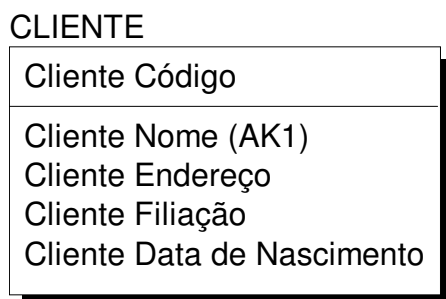 CLIENTE
Cliente Código
Cliente Nome (AK1)
Cliente Endereço
Cliente Filiação
Cliente Data de Nascimento